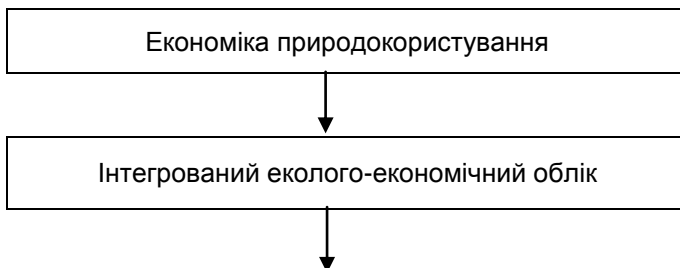 Економіка природокористування
Інтегрований еколого-економічний облік